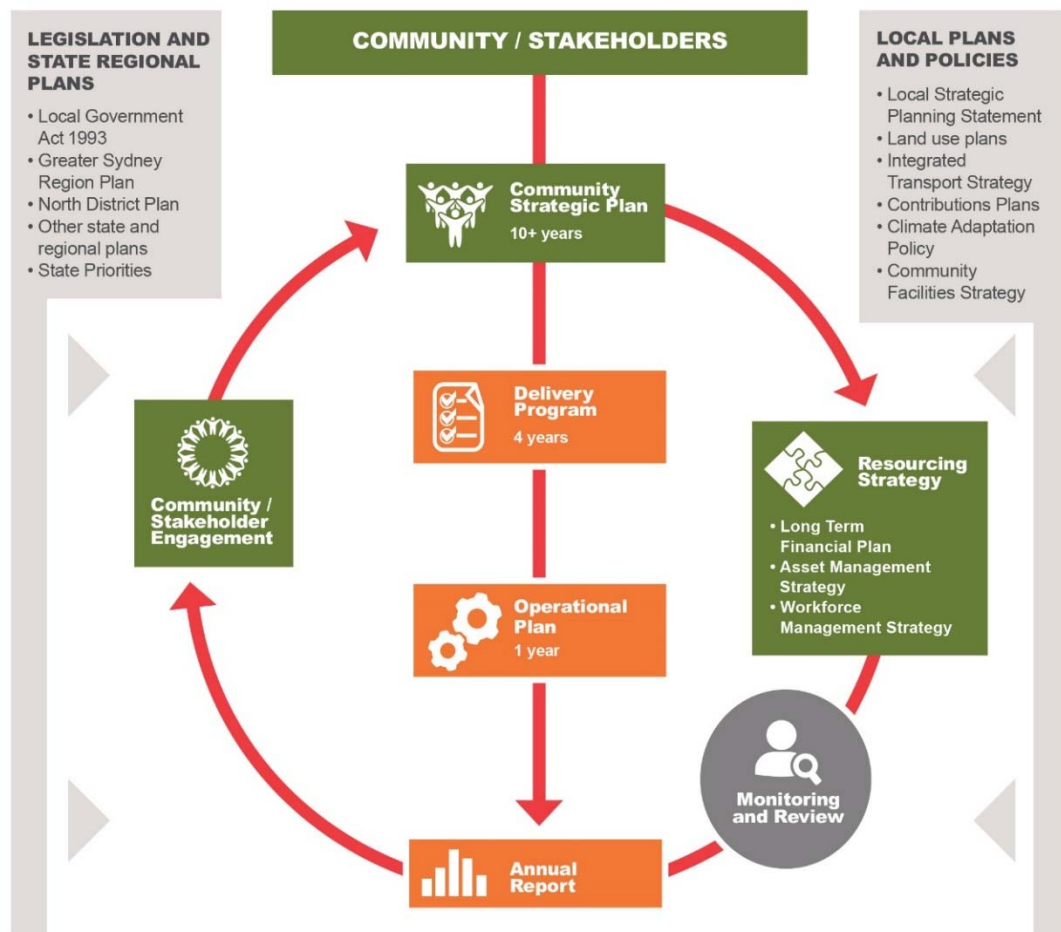 LEGISLATION AND
STATE REGIONAL
PLANS
• Local Government
Act 1993
• Greater Sydney
Region Plan
• North District Plan
• Other state and
regional plans
• State Priorities
COMMUNITY / STAKEHOLDERS
LOCAL PLANS
AND POLICIES
• Local Strategic
Planning Statement
• Land use plans
• Integrated
Transport Strategy
• Contributions Plans
• Climate Adaptation
Policy
• Community
Facilities Strategy
Community
Strategic Plan
10+ years
Delivery
Program
4 years
Community /
Stakeholder
Engagement
Resourcing
Strategy
• Long Term
Financial Plan
• Asset Management
Strategy
• Workforce
Management Strategy
Operational
Plan
1 year
Monitoring
and Review
Annual
Report